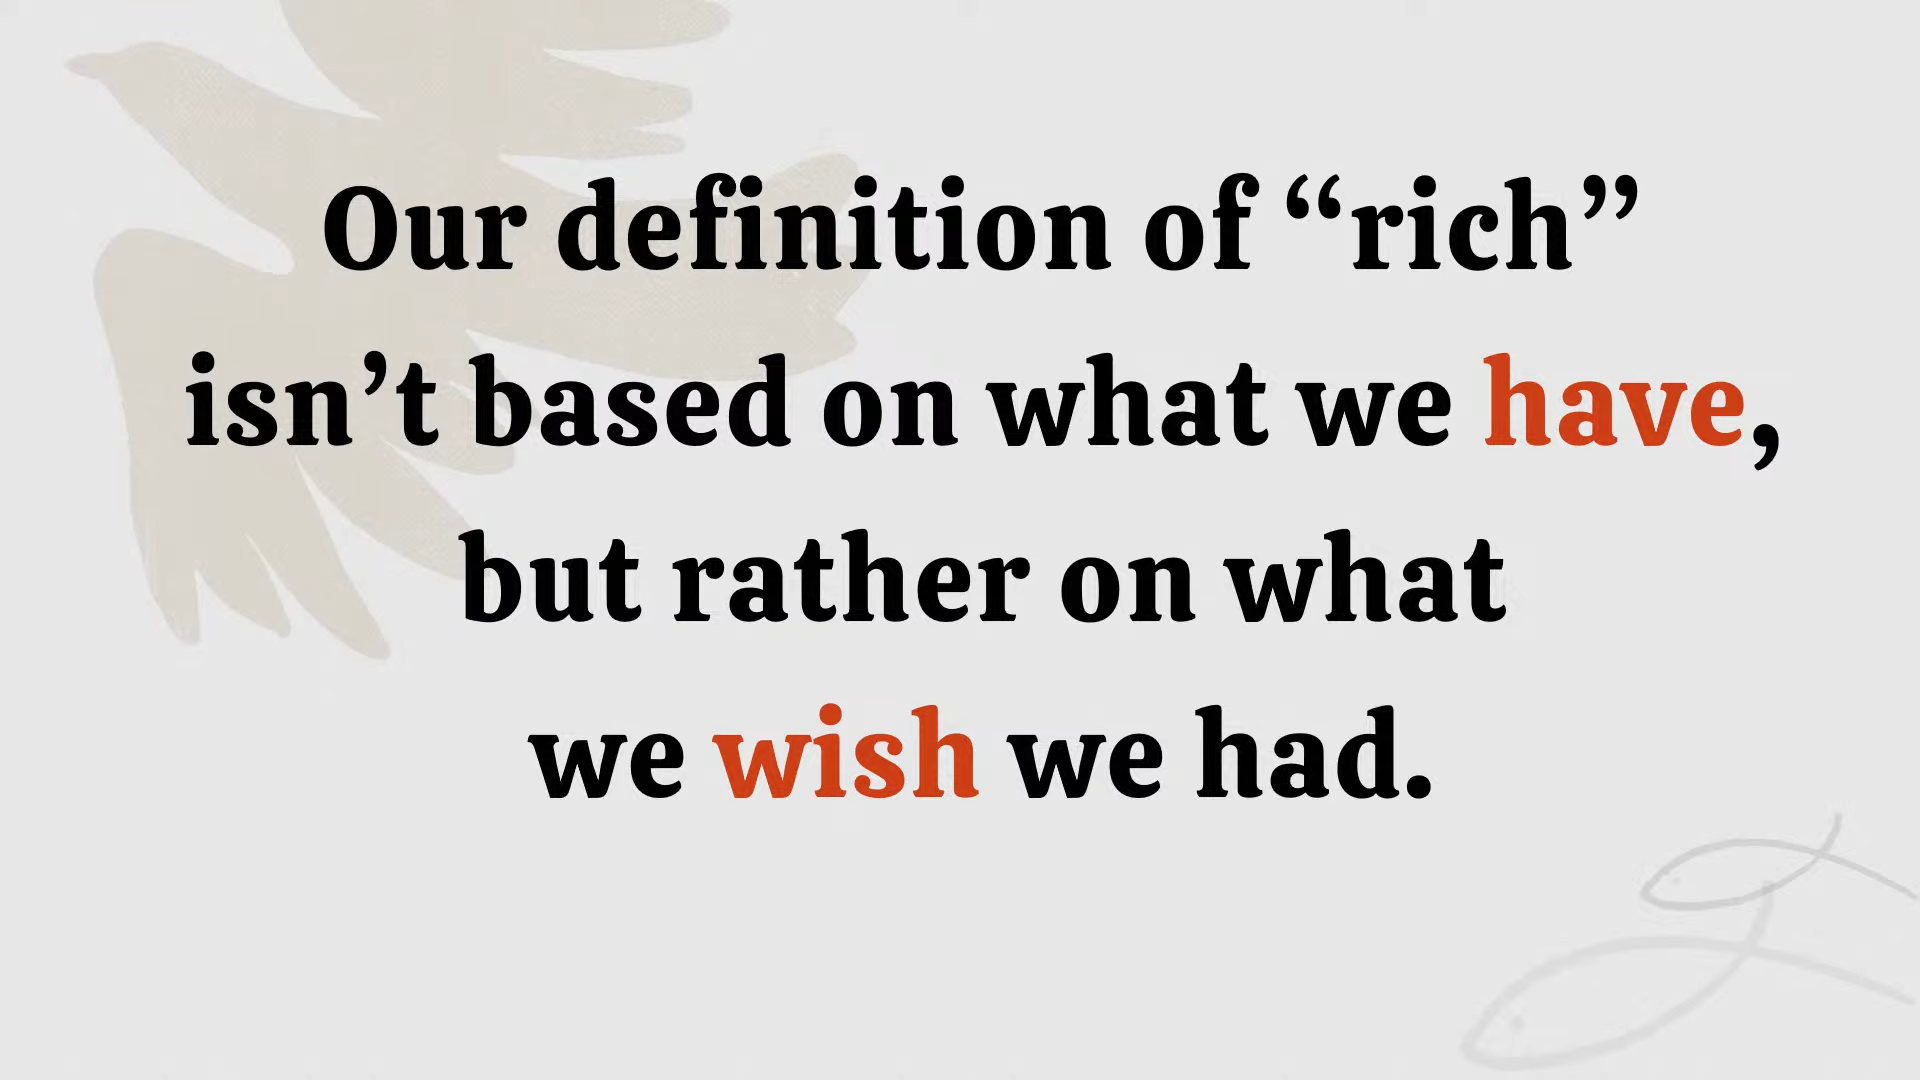 Our definition of “rich”
isn’t based on what we have,
but rather on what
we wish we had.